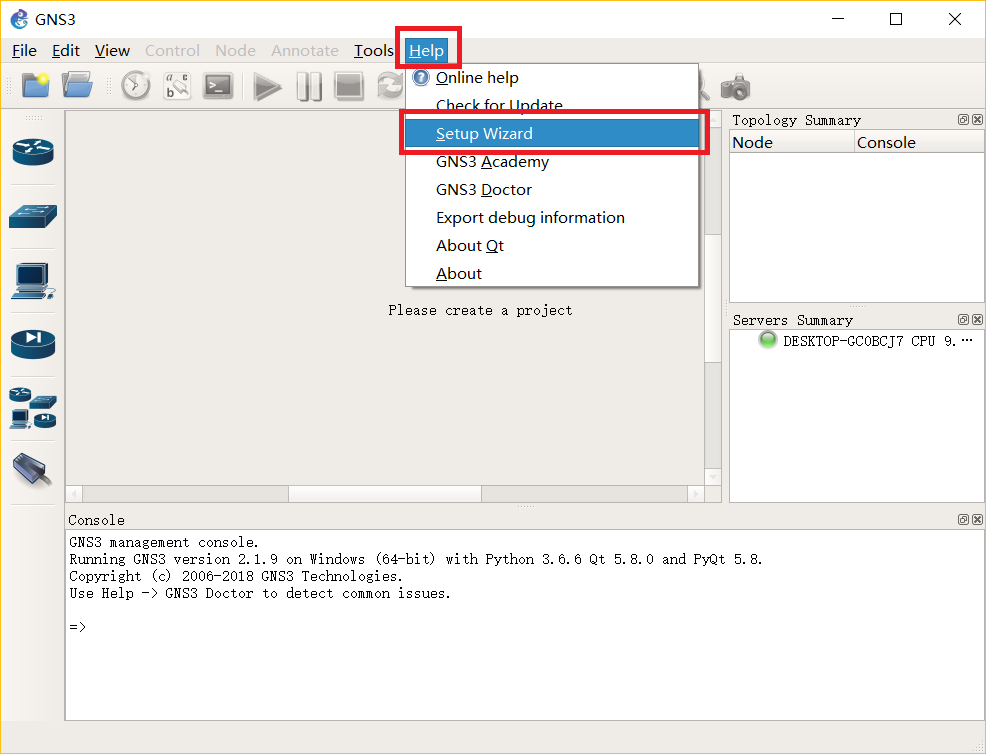 GNS3
File Edit View Control Node Annotate Tools Help
Online help
Check for Update
Setup Wizard
GNS3 Academy
GNS3 Doctor
Export debug information
About Qt
About
Please create a project
Topology Summary
Node Console
Servers Summary
DESKTOP-GC0BCJ7 CPU 9.…
Console
GNS3 management console.
Running GNS3 version 2.1.9 on Windows (64-bit) with Python 3.6.6 Qt 5.8.0 and PyQt 5.8.
Copyright (c) 2006-2018 GNS3 Technologies.
Use Help -> GNS3 Doctor to detect common issues.
=>